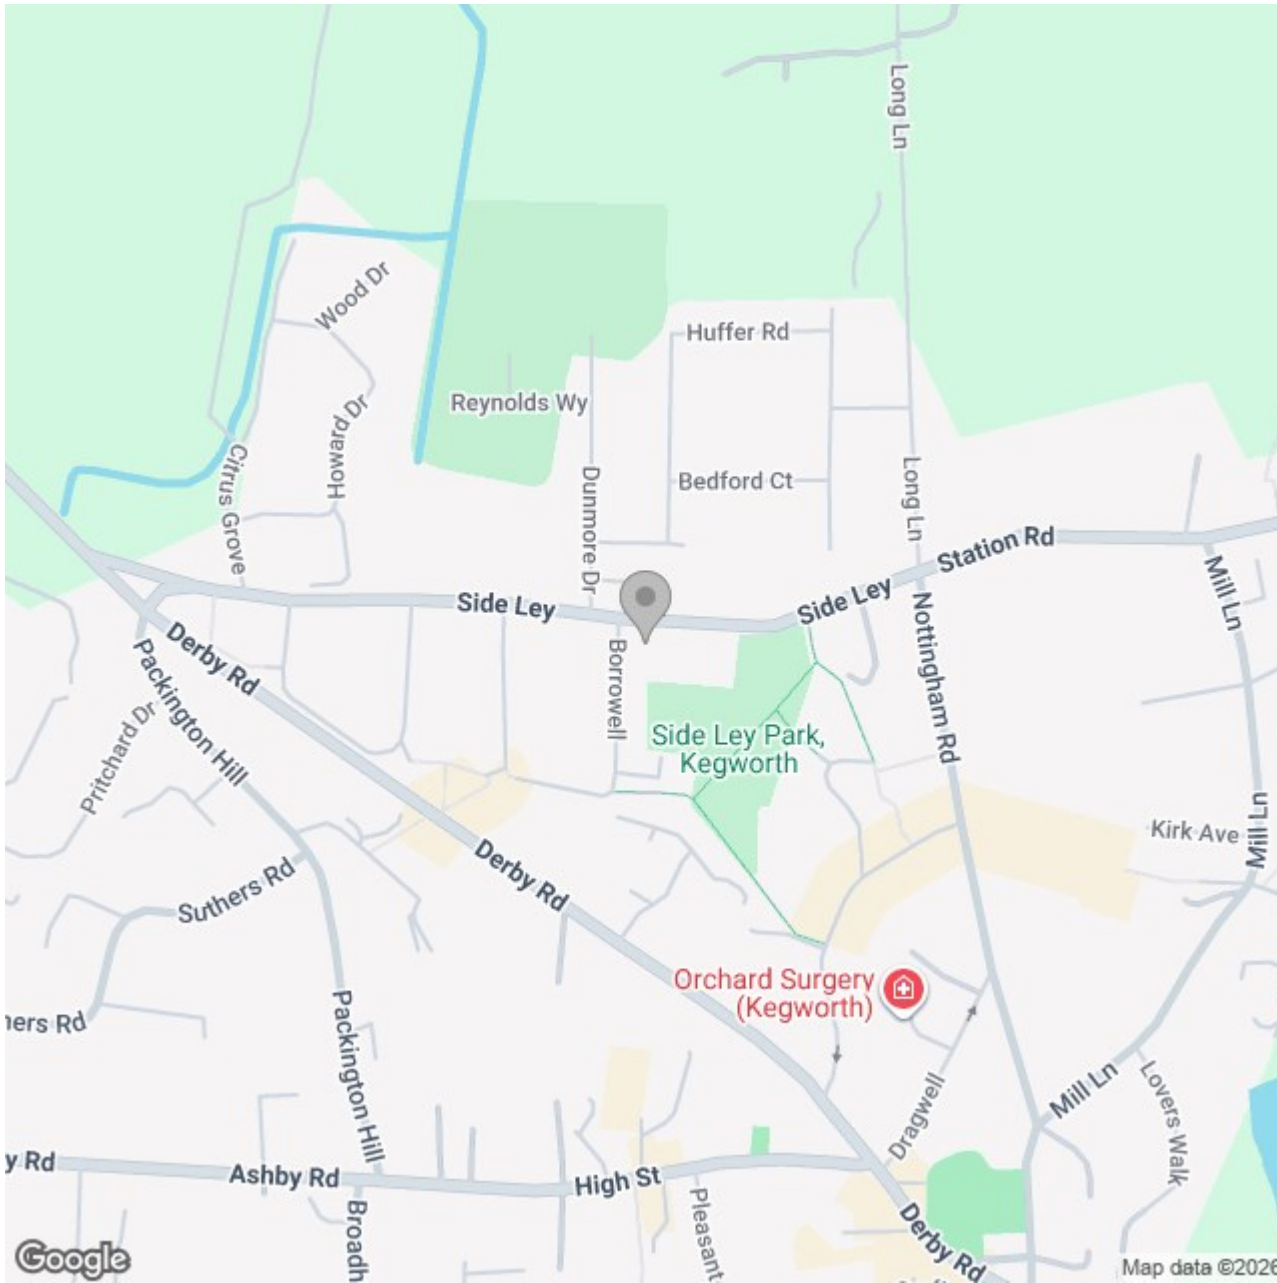 Long Ln
Wood Dr
Huffer Rd
Reynolds Wy
Howard Dr
Citrus Grove
Dunmore Dr
Bedford Ct
Long Ln
Station Rd
Side Ley
Side Ley
Mill Ln
Derby Rd
Packington Hill
Pritchard Dr
Borrowell
Nottingham Rd
Side Ley Park,
Kegworth
Kirk Ave
Mill Ln
Derby Rd
Suthers Rd
Orchard Surgery
(Kegworth)
hers Rd
Packington Hill
Mill Ln
Lovers Walk
Dragwell
y Rd
Ashby Rd
High St
Broadh
Pleasant
Derby Rd
Google
Map data ©2026